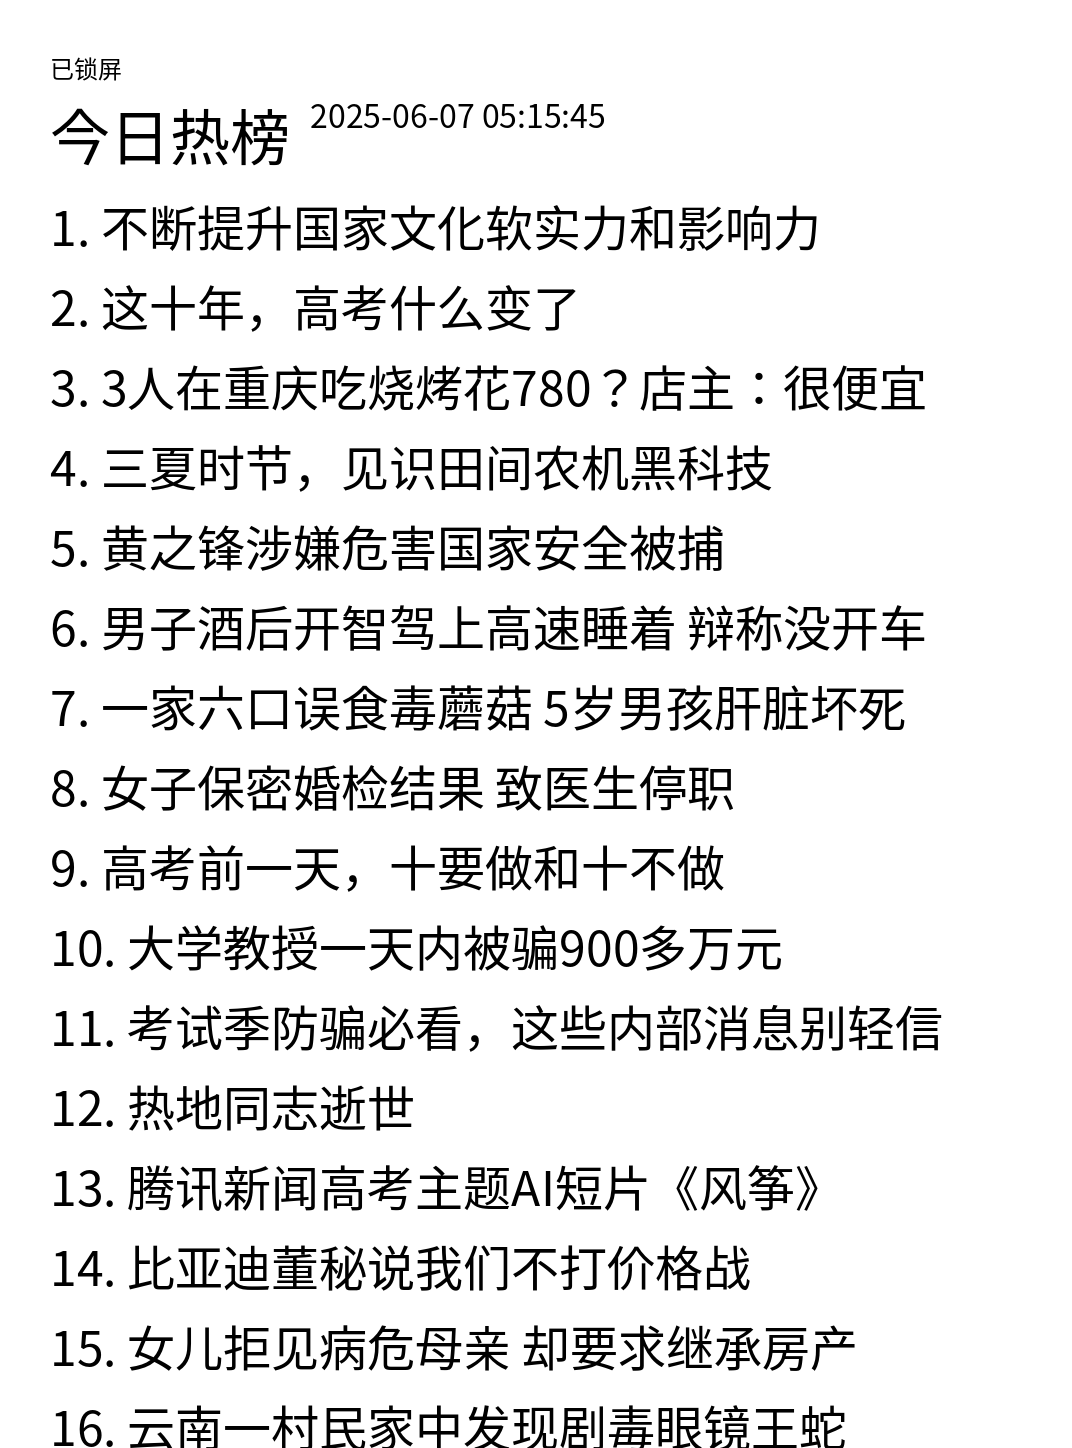 已锁屏
今日热榜 2025-06-07 05:15:45
1. 不断提升国家文化软实力和影响力
2. 这十年，高考什么变了
3. 3人在重庆吃烧烤花780？店主：很便宜
4. 三夏时节，见识田间农机黑科技
5. 黄之锋涉嫌危害国家安全被捕
6. 男子酒后开智驾上高速睡着 辩称没开车
7. 一家六口误食毒蘑菇 5岁男孩肝脏坏死
8. 女子保密婚检结果 致医生停职
9. 高考前一天，十要做和十不做
10. 大学教授一天内被骗900多万元
11. 考试季防骗必看，这些内部消息别轻信
12. 热地同志逝世
13. 腾讯新闻高考主题AI短片《风筝》
14. 比亚迪董秘说我们不打价格战
15. 女儿拒见病危母亲 却要求继承房产
16. 云南一村民家中发现剧毒眼镜王蛇